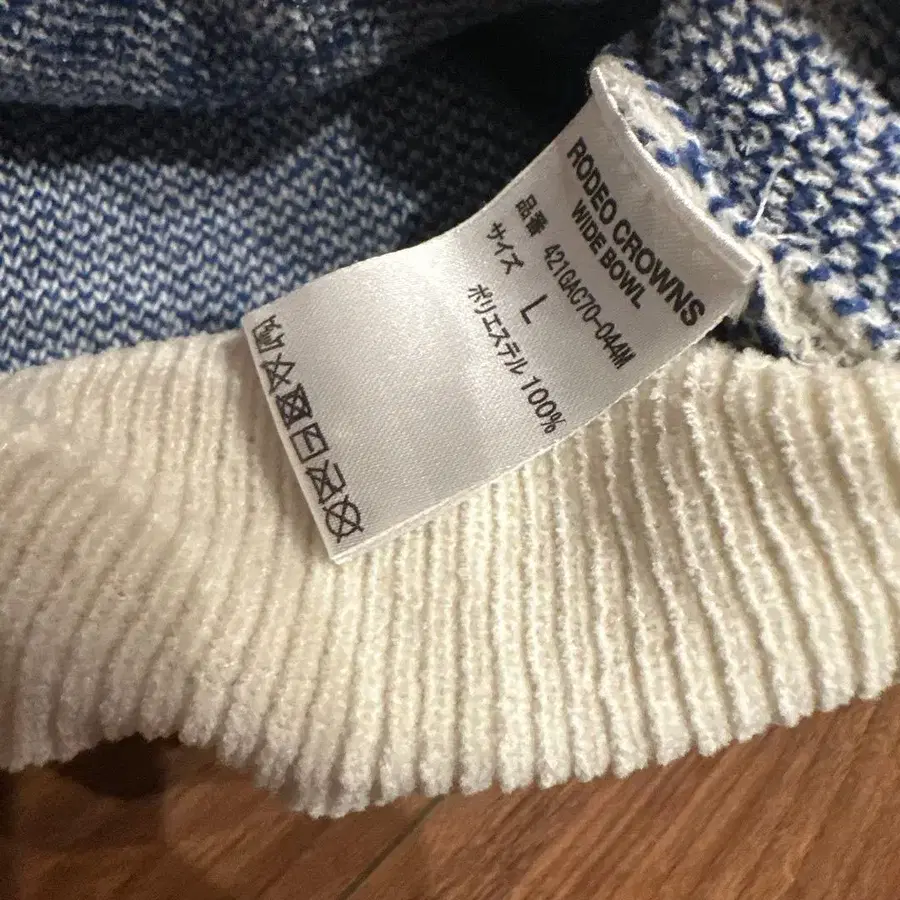 RODEO CROWNS
WIDE BOWL
品番 421GAC70-044M
サイズ L
ポリエステル 100%